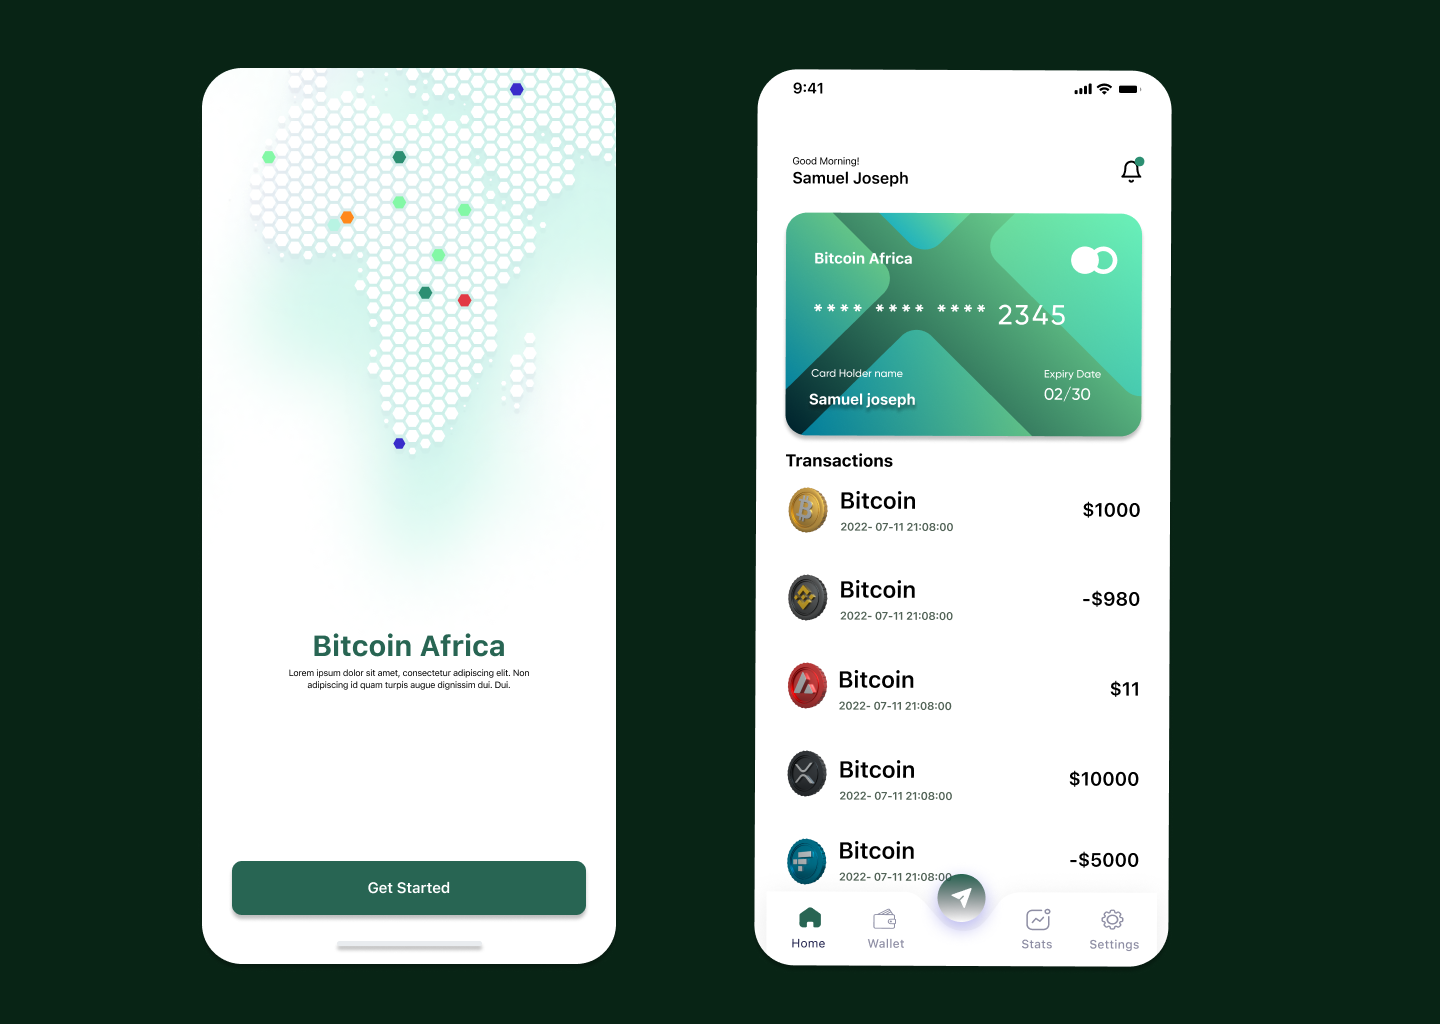 Bitcoin Africa
Lorem ipsum dolor sit amet, consectetur adipiscing elit. Non
adipiscing id quam turpis augue dignissim dui. Dui.
Get Started
9:41
Good Morning!
Samuel Joseph
Bitcoin Africa
**** **** **** 2345
Card Holder name
Expiry Date
Samuel joseph
02/30
Transactions
Bitcoin
$1000
2022- 07-11 21:08:00
Bitcoin
-$980
2022- 07-11 21:08:00
Bitcoin
$11
2022- 07-11 21:08:00
Bitcoin
$10000
2022- 07-11 21:08:00
Bitcoin
-$5000
2022- 07-11 21:08:00
Home
Wallet
Stats
Settings